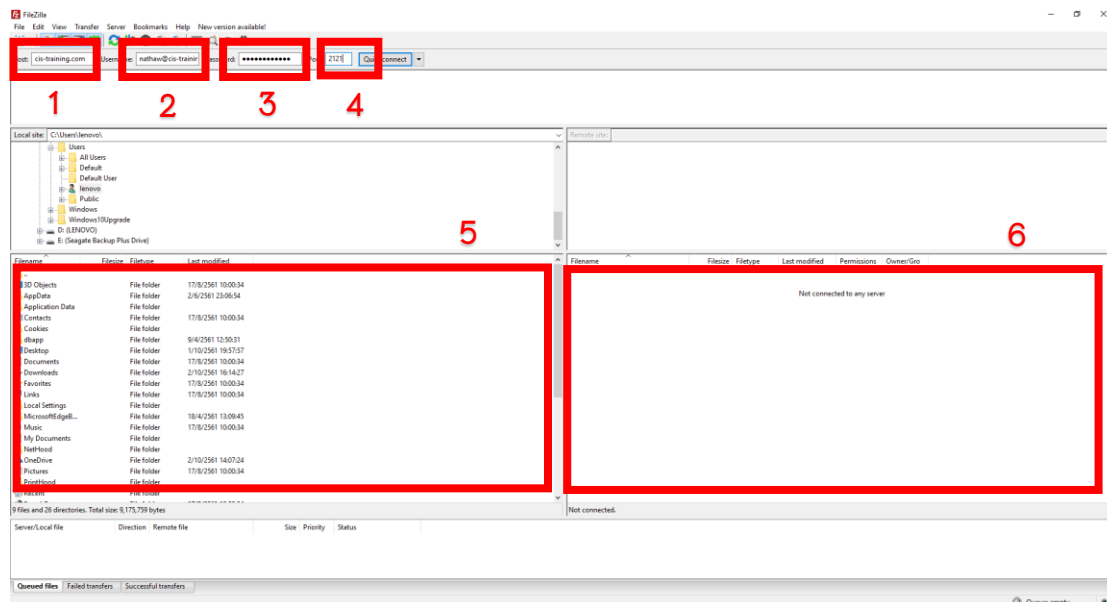 FileZilla
File Edit View Transfer Server Bookmarks Help New version available!
ost: cis-training.com Username: nathaw@cis-trainir assword: ●●●●●●●●●●●● Por 2121 Quickconnect
1 2 3 4
Local site: C:\Users\lenovo\
Remote site:
Users
All Users
Default
Default User
lenovo
Public
Windows
Windows10Upgrade
D: (LENOVO)
E: (Seagate Backup Plus Drive)
5 6
Filename Filesize Filetype Last modified
Filename Filesize Filetype Last modified Permissions Owner/Gro
..
3D Objects File folder 17/8/2561 10:00:34
AppData File folder 2/6/2561 23:06:54
Application Data File folder
Contacts File folder 17/8/2561 10:00:34
Cookies File folder
dbapp File folder 9/4/2561 12:50:31
Desktop File folder 1/10/2561 19:57:57
Documents File folder 17/8/2561 10:00:34
Downloads File folder 2/10/2561 16:14:27
Favorites File folder 17/8/2561 10:00:34
Links File folder 17/8/2561 10:00:34
Local Settings File folder
MicrosoftEdgeB... File folder 18/4/2561 13:09:45
Music File folder 17/8/2561 10:00:34
My Documents File folder
NetHood File folder
OneDrive File folder 2/10/2561 14:07:24
Pictures File folder 17/8/2561 10:00:34
PrintHood File folder
Recent File folder
Not connected to any server
9 files and 26 directories. Total size: 9,175,759 bytes
Not connected.
Server/Local file Direction Remote file Size Priority Status
Queued files Failed transfers Successful transfers
Queue: empty